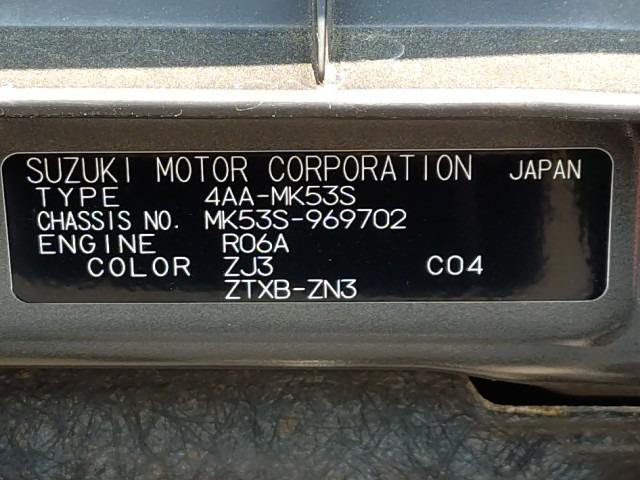 SUZUKI MOTOR CORPORATION JAPAN
TYPE 4AA-MK53S
CHASSIS NO. MK53S-969702
ENGINE R06A
COLOR ZJ3 C04
ZTXB-ZN3